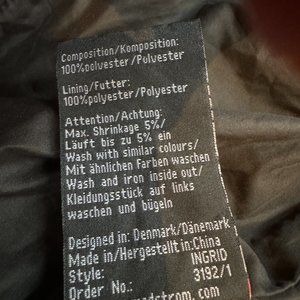 Composition/Komposition:
100%polyester/Polyester
Lining/Futter:
100%polyester/Polyester
Attention/Achtung:
Max. Shrinkage 5%/
Läuft bis zu 5% ein
Wash with similar colours/
Mit ähnlichen Farben waschen
Wash and iron inside out/
Kleidungsstück auf links
waschen und bügeln
Designed in: Denmark/Dänemark
Made in/Hergestellt in:China
Style: INGRID
Order No.: 3192/1